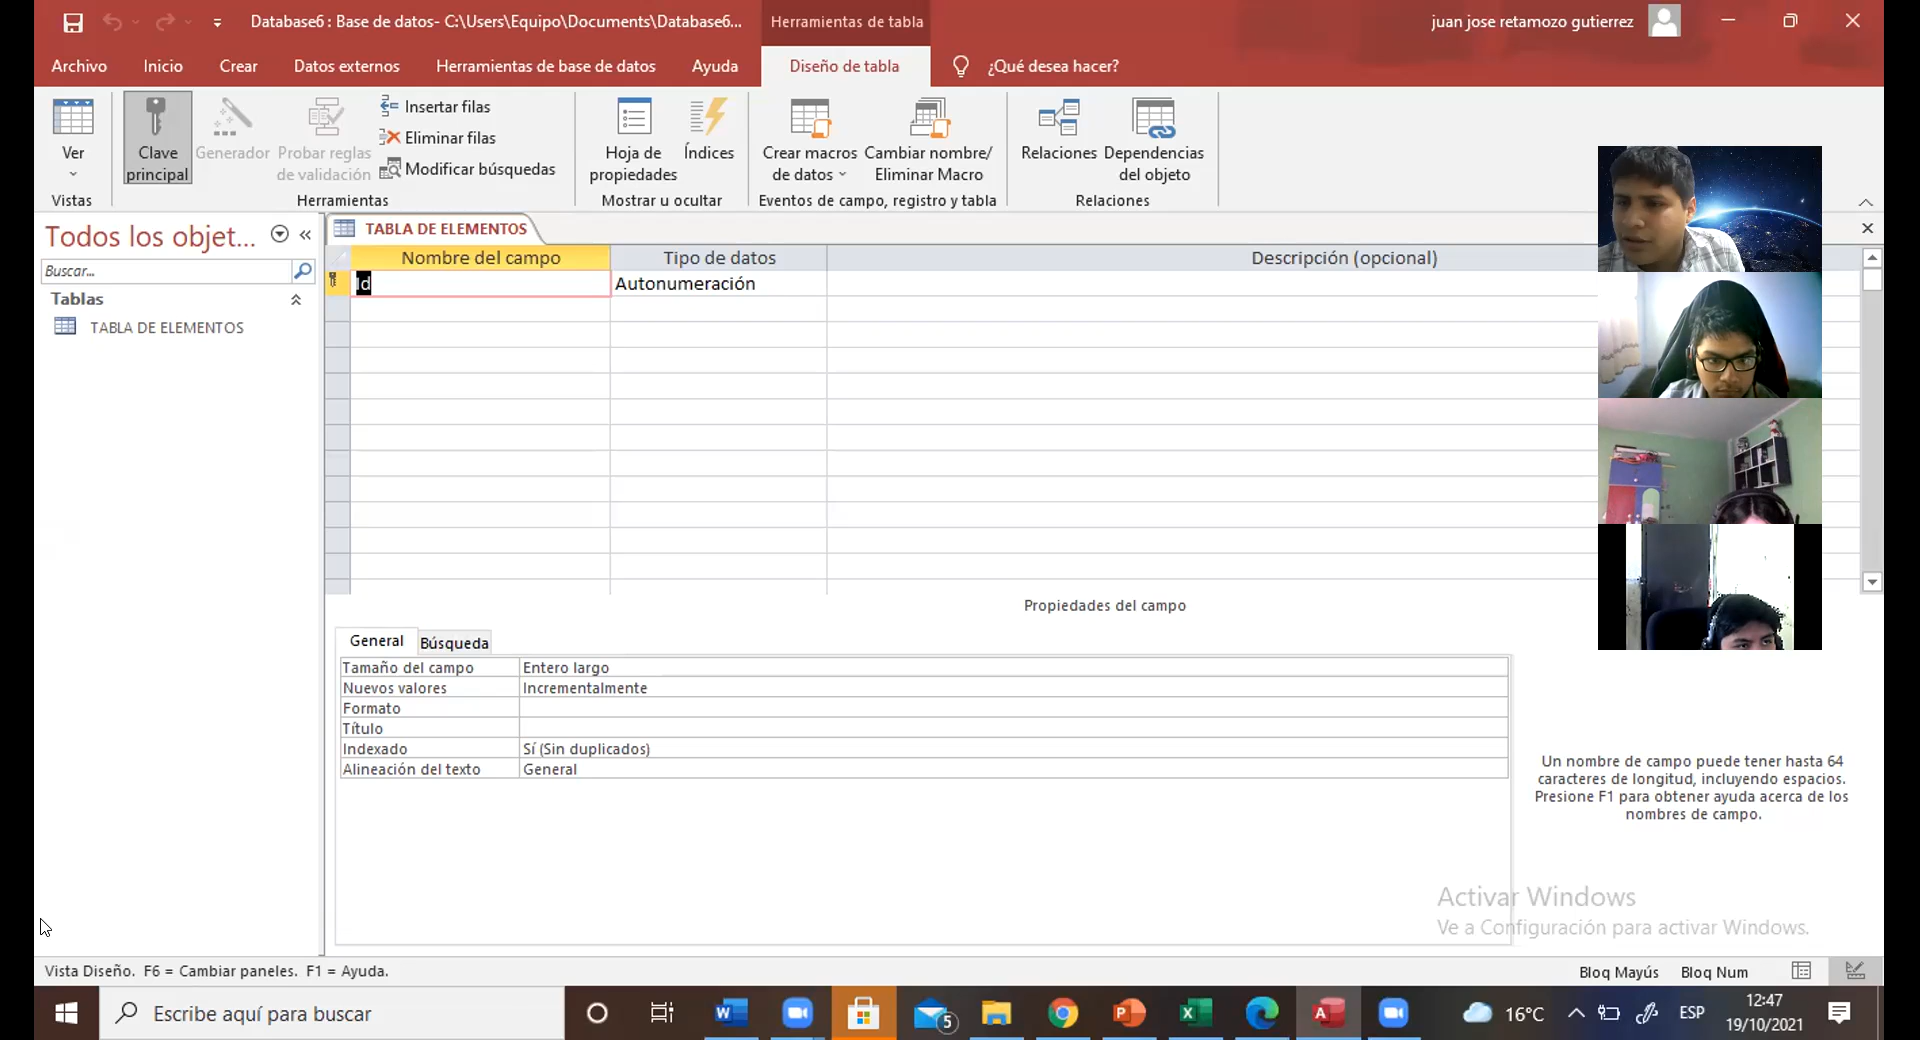 Database6 : Base de datos- C:\Users\Equipo\Documents\Database6...
Herramientas de tabla
juan jose retamozo gutierrez
Archivo
Inicio
Crear
Datos externos
Herramientas de base de datos
Ayuda
Diseño de tabla
¿Qué desea hacer?
Ver
Vistas
Clave
principal
Generador
Probar reglas
de validación
Insertar filas
Eliminar filas
Modificar búsquedas
Herramientas
Hoja de
propiedades
Índices
Mostrar u ocultar
Crear macros
de datos
Cambiar nombre/
Eliminar Macro
Eventos de campo, registro y tabla
Relaciones
Dependencias
del objeto
Relaciones
Todos los objet...
Buscar...
Tablas
TABLA DE ELEMENTOS
TABLA DE ELEMENTOS
Nombre del campo
Tipo de datos
Descripción (opcional)
Id
Autonumeración
Propiedades del campo
General
Búsqueda
Tamaño del campo
Entero largo
Nuevos valores
Incrementalmente
Formato
Título
Indexado
Sí (Sin duplicados)
Alineación del texto
General
Un nombre de campo puede tener hasta 64
caracteres de longitud, incluyendo espacios.
Presione F1 para obtener ayuda acerca de los
nombres de campo.
Activar Windows
Ve a Configuración para activar Windows.
Vista Diseño.  F6 = Cambiar paneles.  F1 = Ayuda.
Bloq Mayús
Bloq Num
Escribe aquí para buscar
W
5
P
X
A
16°C
ESP
12:47
19/10/2021